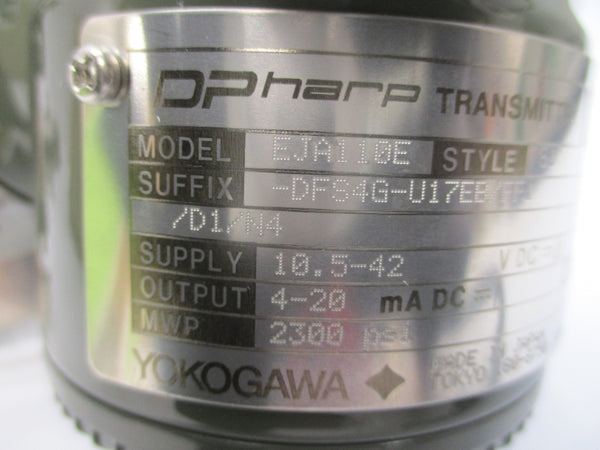 DPharp TRANSMITT
MODEL EJA110E STYLE
SUFFIX -DFS4G-U17EB
/D1/N4
SUPPLY 10.5-42 V DC
OUTPUT 4-20 mA DC
MWP 2300 psi
YOKOGAWA MADE IN JAPAN
TOKYO